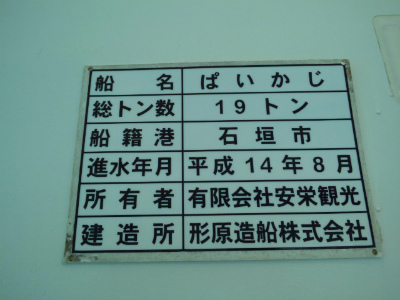 船名 ぱいかじ
総トン数 19トン
船籍港 石垣市
進水年月 平成14年8月
所有者 有限会社安栄観光
建造所 形原造船株式会社